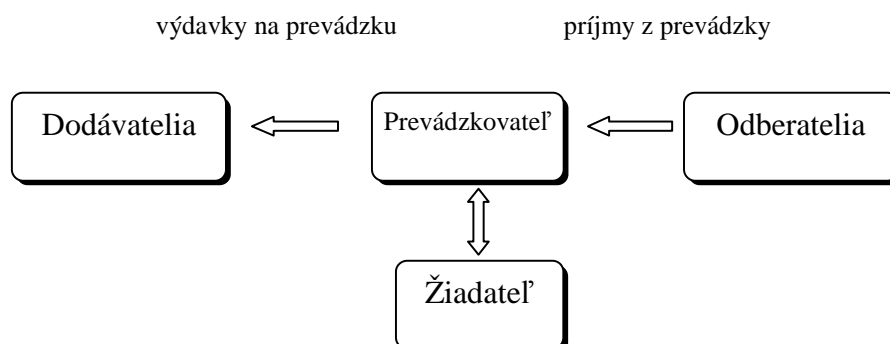 výdavky na prevádzku príjmy z prevádzky
Dodávatelia Prevádzkovateľ Odberatelia
Žiadateľ